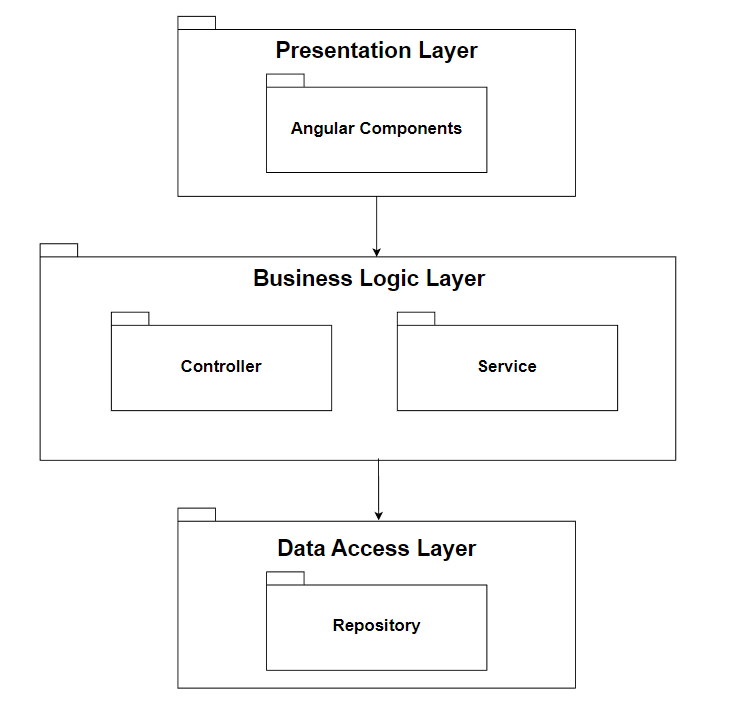 Presentation Layer
Angular Components
Business Logic Layer
Controller
Service
Data Access Layer
Repository